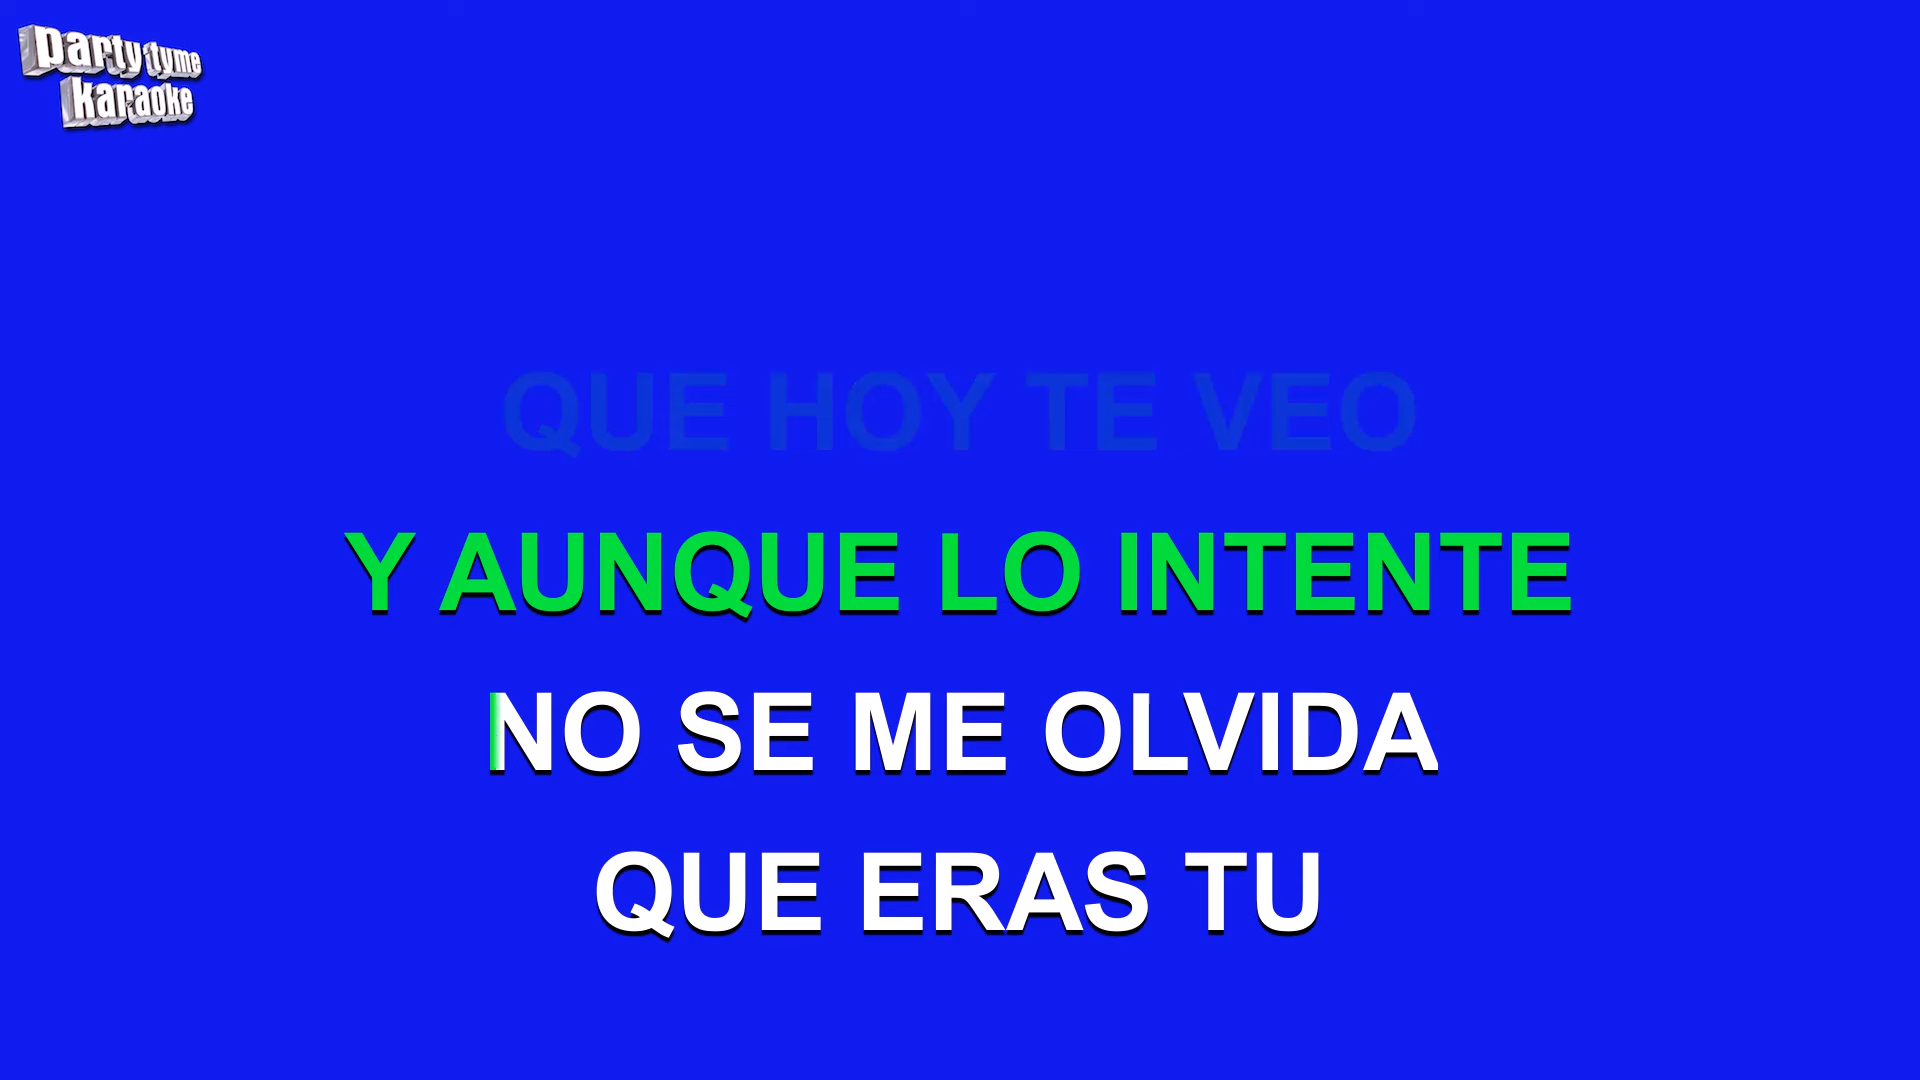 party tyme
karaoke
QUE HOY TE VEO
Y AUNQUE LO INTENTE
NO SE ME OLVIDA
QUE ERAS TU